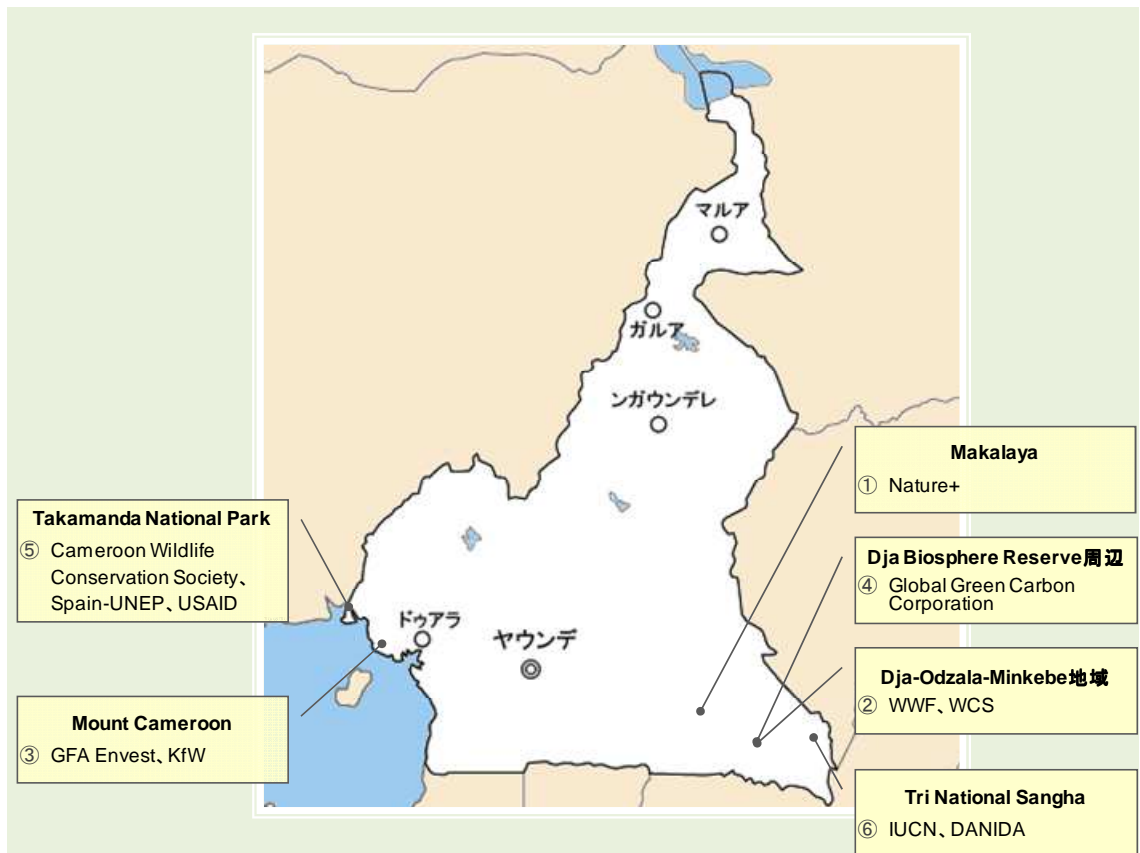 マルア
ガルア
ンガウンデレ
ドゥアラ
ヤウンデ
Makalaya
① Nature+
Dja Biosphere Reserve周辺
④ Global Green Carbon
Corporation
Dja-Odzala-Minkebe地域
② WWF、WCS
Tri National Sangha
⑥ IUCN、DANIDA
Takamanda National Park
⑤ Cameroon Wildlife
Conservation Society、
Spain-UNEP、USAID
Mount Cameroon
③ GFA Envest、KfW